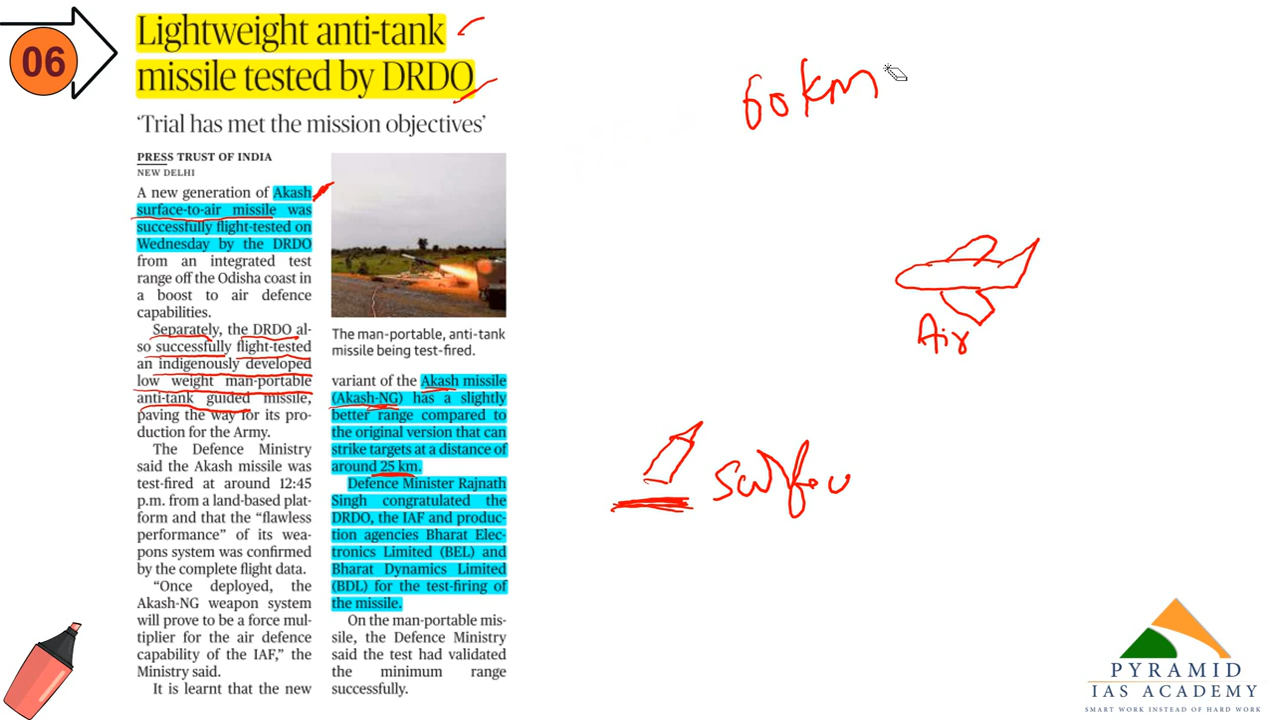 06
Lightweight anti-tank
missile tested by DRDO
‘Trial has met the mission objectives’
PRESS TRUST OF INDIA
NEW DELHI
A new generation of Akash
surface-to-air missile was
successfully flight-tested on
Wednesday by the DRDO
from an integrated test
range off the Odisha coast in
a boost to air defence
capabilities.
Separately, the DRDO al-
so successfully flight-tested
an indigenously developed
low weight man-portable
anti-tank guided missile,
paving the way for its pro-
duction for the Army.
The Defence Ministry
said the Akash missile was
test-fired at around 12:45
p.m. from a land-based plat-
form and that the “flawless
performance” of its wea-
pons system was confirmed
by the complete flight data.
“Once deployed, the
Akash-NG weapon system
will prove to be a force mul-
tiplier for the air defence
capability of the IAF,” the
Ministry said.
It is learnt that the new
The man-portable, anti-tank
missile being test-fired.
variant of the Akash missile
(Akash-NG) has a slightly
better range compared to
the original version that can
strike targets at a distance of
around 25 km.
Defence Minister Rajnath
Singh congratulated the
DRDO, the IAF and produc-
tion agencies Bharat Elec-
tronics Limited (BEL) and
Bharat Dynamics Limited
(BDL) for the test-firing of
the missile.
On the man-portable mis-
sile, the Defence Ministry
said the test had validated
the minimum range
successfully.
60 km
Air
PYRAMID
IAS ACADEMY
SMART WORK INSTEAD OF HARD WORK